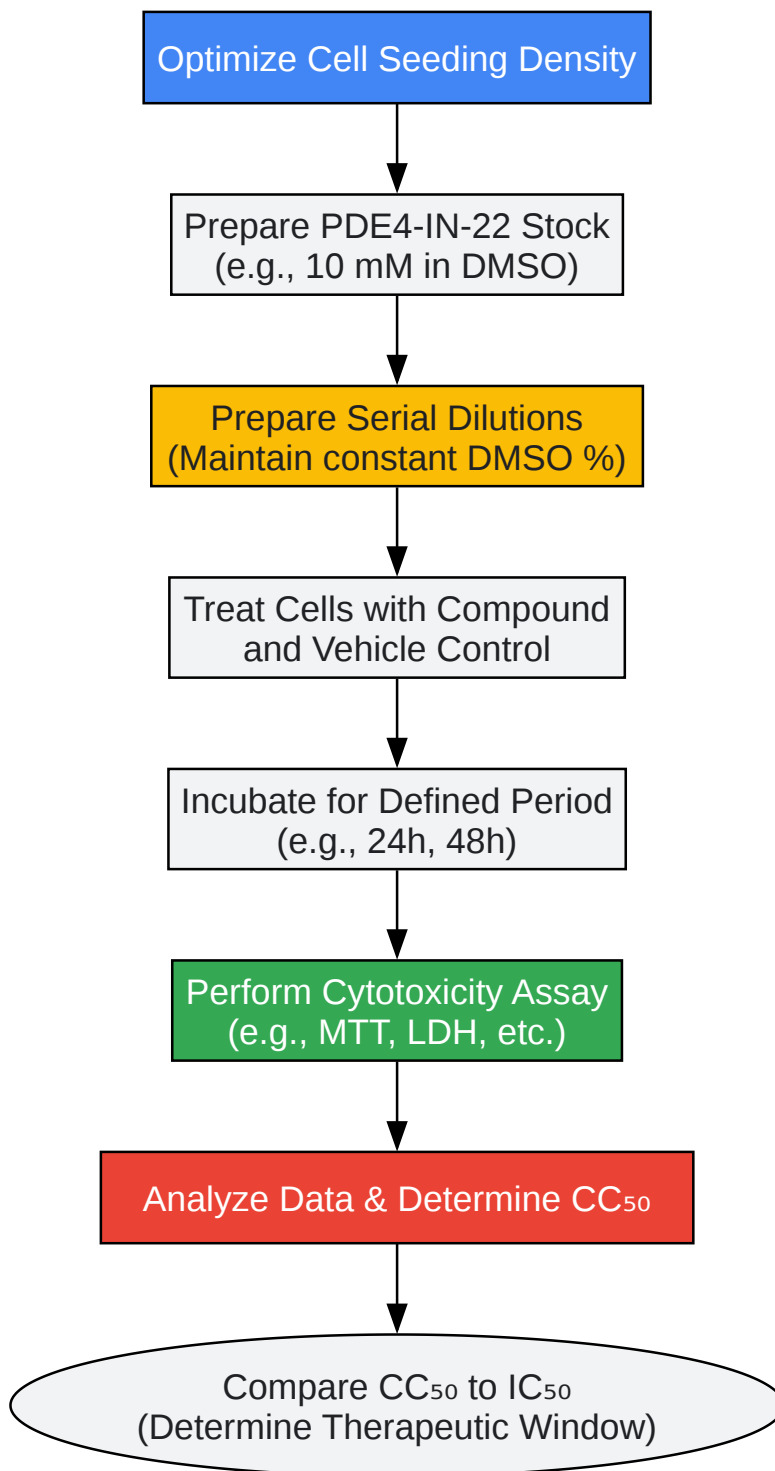 Optimize Cell Seeding Density
Prepare PDE4-IN-22 Stock
(e.g., 10 mM in DMSO)
Prepare Serial Dilutions
(Maintain constant DMSO %)
Treat Cells with Compound
and Vehicle Control
Incubate for Defined Period
(e.g., 24h, 48h)
Perform Cytotoxicity Assay
(e.g., MTT, LDH, etc.)
Analyze Data & Determine CC₅₀
Compare CC₅₀ to IC₅₀
(Determine Therapeutic Window)